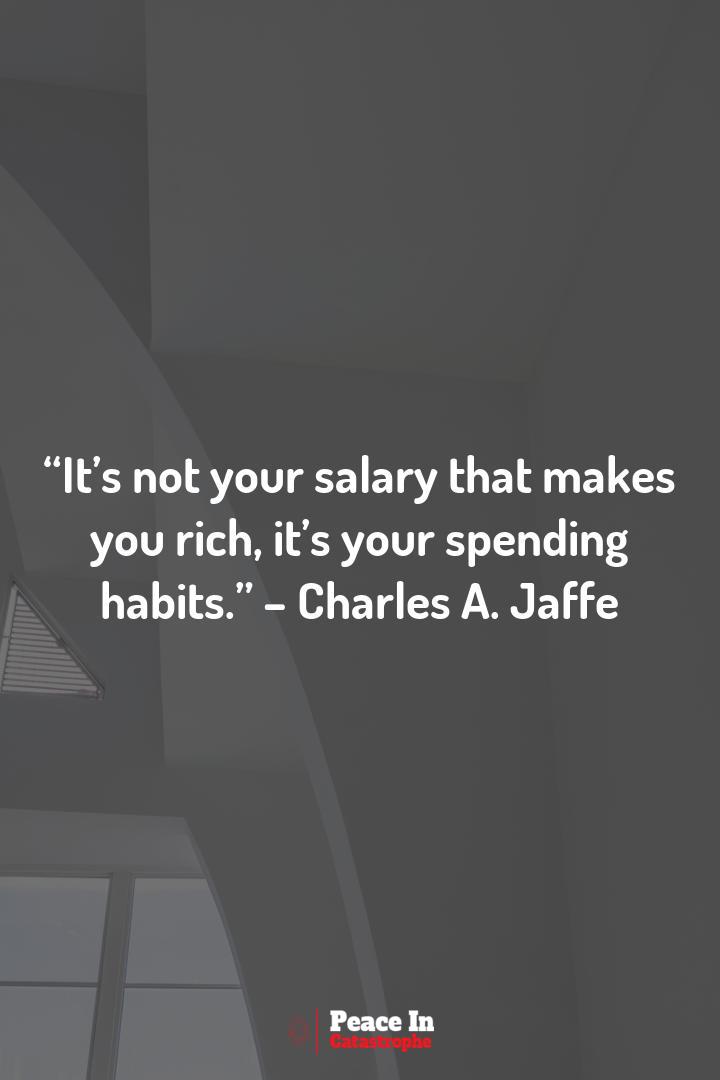 “It’s not your salary that makes
you rich, it’s your spending
habits.” – Charles A. Jaffe
Peace In
Catastrophe